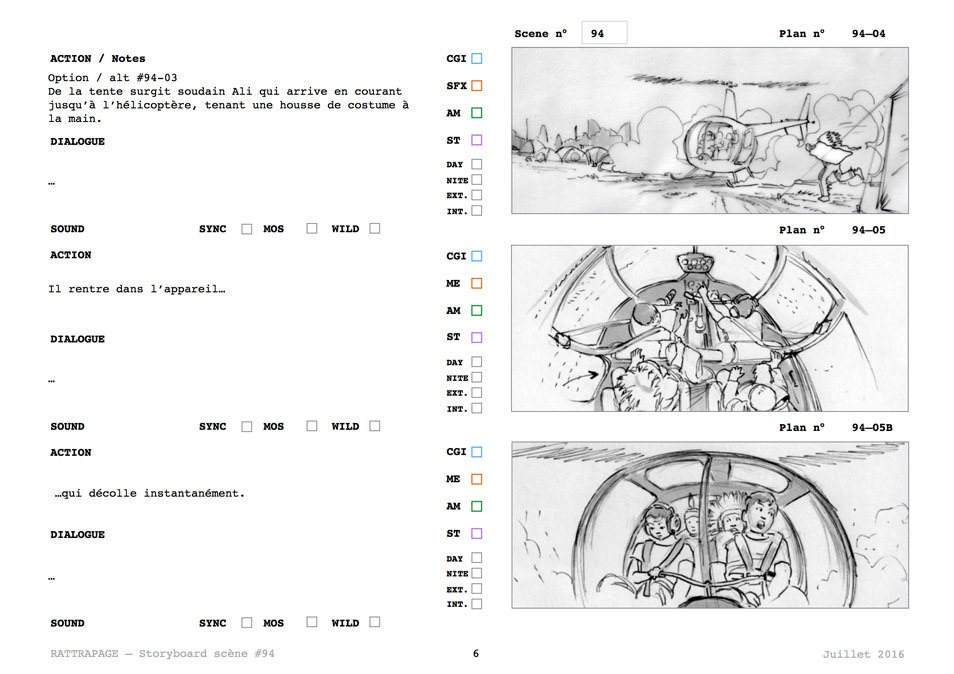 Scene nº 94 Plan nº 94—04
ACTION / Notes
Option / alt #94-03
De la tente surgit soudain Ali qui arrive en courant
jusqu’à l’hélicoptère, tenant une housse de costume à
la main.
DIALOGUE
…
CGI
SFX
AM
ST
DAY
NITE
EXT.
INT.
SOUND SYNC MOS WILD
Plan nº 94—05
ACTION
Il rentre dans l’appareil…
DIALOGUE
…
CGI
ME
AM
ST
DAY
NITE
EXT.
INT.
SOUND SYNC MOS WILD
Plan nº 94—05B
ACTION
…qui décolle instantanément.
DIALOGUE
…
CGI
ME
AM
ST
DAY
NITE
EXT.
INT.
SOUND SYNC MOS WILD
RATTRAPAGE — Storyboard scène #94 6 Juillet 2016